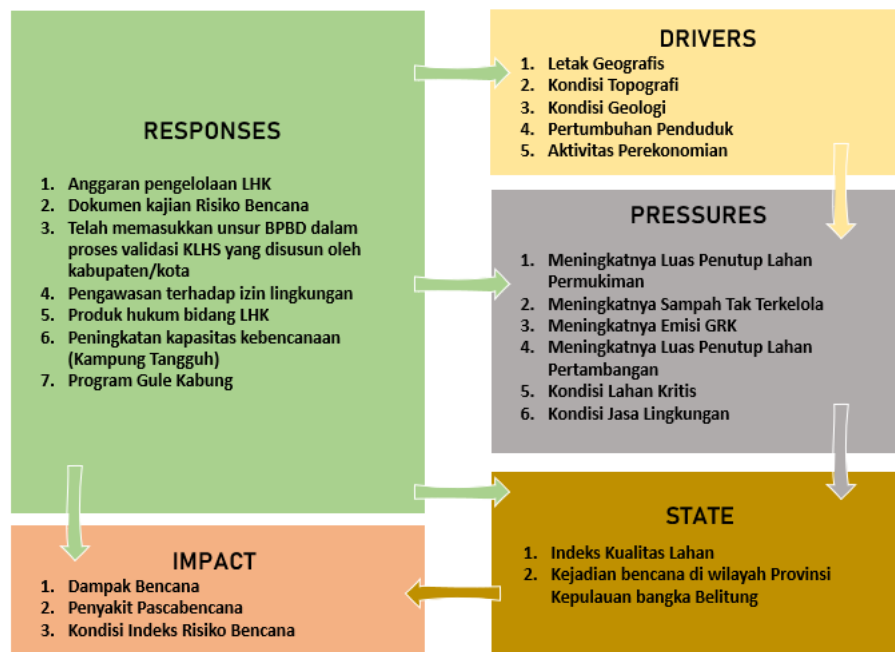 RESPONSES
1. Anggaran pengelolaan LHK
2. Dokumen kajian Risiko Bencana
3. Telah memasukkan unsur BPBD dalam
proses validasi KLHS yang disusun oleh
kabupaten/kota
4. Pengawasan terhadap izin lingkungan
5. Produk hukum bidang LHK
6. Peningkatan kapasitas kebencanaan
(Kampung Tangguh)
7. Program Gule Kabung
DRIVERS
1. Letak Geografis
2. Kondisi Topografi
3. Kondisi Geologi
4. Pertumbuhan Penduduk
5. Aktivitas Perekonomian
PRESSURES
1. Meningkatnya Luas Penutup Lahan
Permukiman
2. Meningkatnya Sampah Tak Terkelola
3. Meningkatnya Emisi GRK
4. Meningkatnya Luas Penutup Lahan
Pertambangan
5. Kondisi Lahan Kritis
6. Kondisi Jasa Lingkungan
STATE
1. Indeks Kualitas Lahan
2. Kejadian bencana di wilayah Provinsi
Kepulauan bangka Belitung
IMPACT
1. Dampak Bencana
2. Penyakit Pascabencana
3. Kondisi Indeks Risiko Bencana